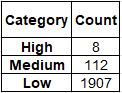 Category Count
High 8
Medium 112
Low 1907